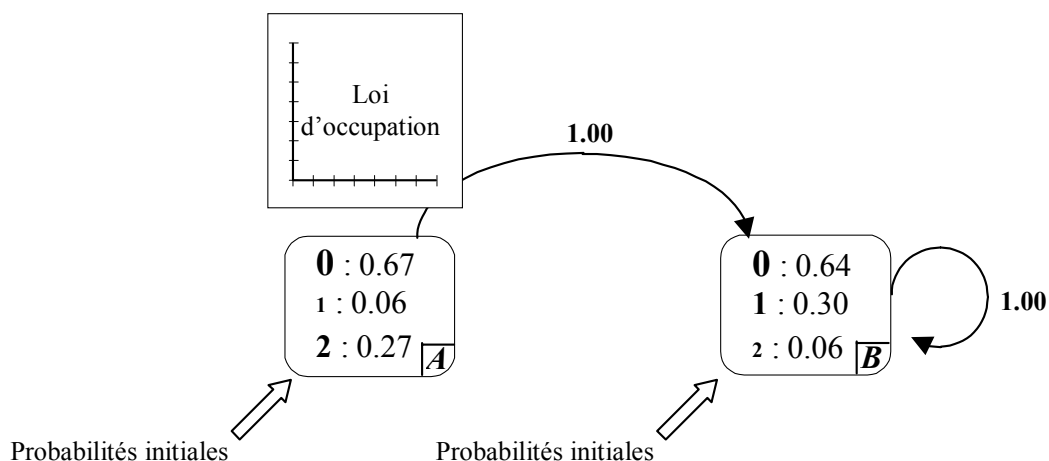 Loi
d’occupation
1.00
0 : 0.67
1 : 0.06
2 : 0.27
A
0 : 0.64
1 : 0.30
2 : 0.06
B
1.00
Probabilités initiales
Probabilités initiales